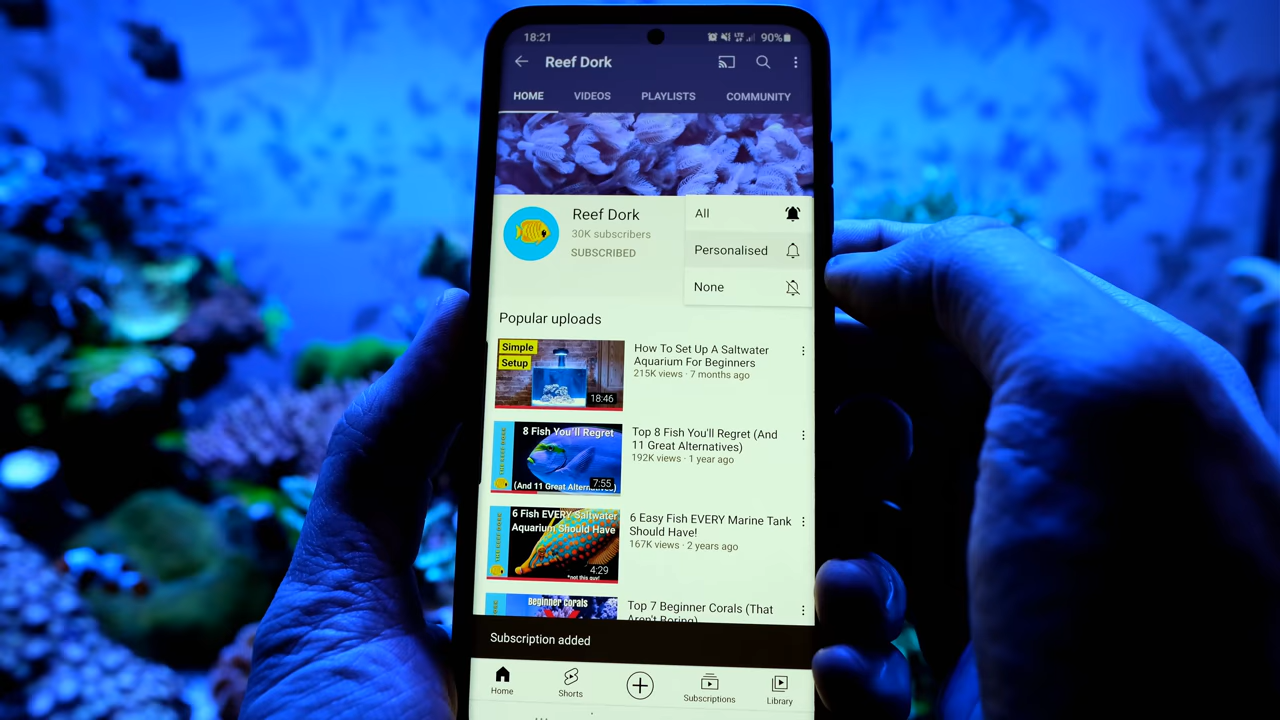 18:21
LTE
90%
Reef Dork
HOME VIDEOS PLAYLISTS COMMUNITY
Reef Dork
30K subscribers
SUBSCRIBED
All
Personalised
None
Popular uploads
Simple
Setup
18:46
How To Set Up A Saltwater
Aquarium For Beginners
215K views · 7 months ago
8 Fish You'll Regret
(And 11 Great Alternatives)
7:55
Top 8 Fish You'll Regret (And
11 Great Alternatives)
192K views · 1 year ago
6 Fish EVERY Saltwater
Aquarium Should Have
*not this guy!
4:29
6 Easy Fish EVERY Marine Tank
Should Have!
167K views · 2 years ago
Beginner Corals
Top 7 Beginner Corals (That
Aren't Boring)
Subscription added
Home Shorts Subscriptions Library